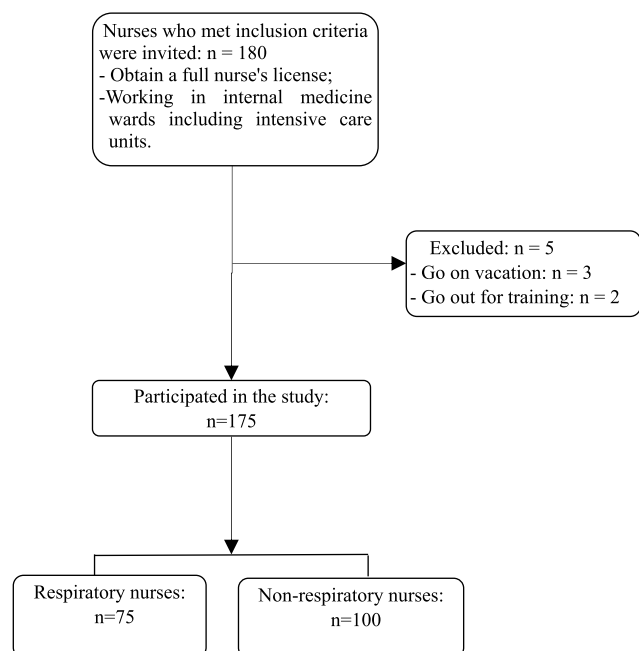 Nurses who met inclusion criteria
were invited: n = 180
- Obtain a full nurse's license;
-Working in internal medicine
wards including intensive care
units.
Excluded: n = 5
- Go on vacation: n = 3
- Go out for training: n = 2
Participated in the study:
n=175
Respiratory nurses:
n=75
Non-respiratory nurses:
n=100